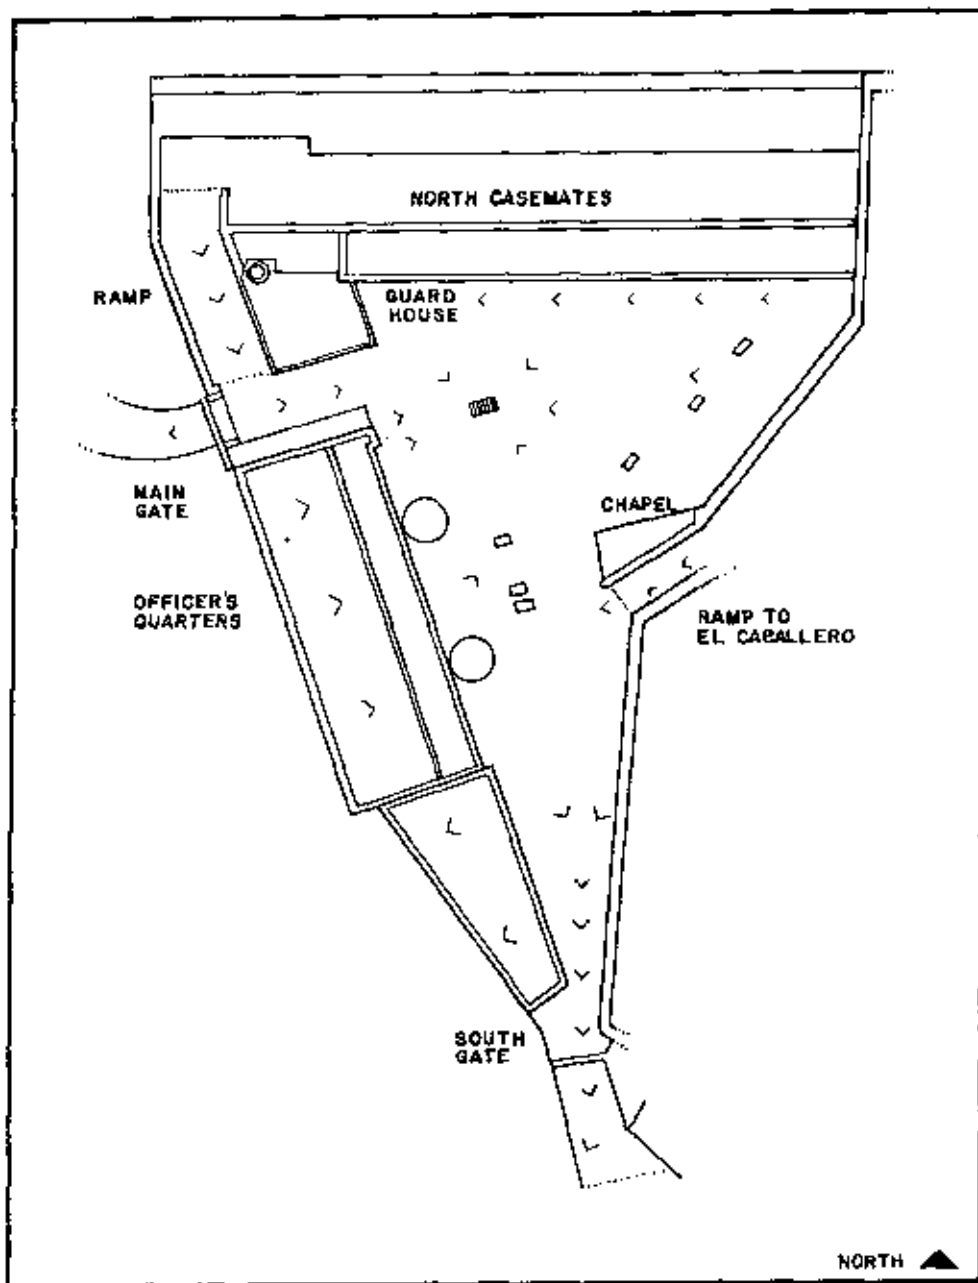 NORTH CASEMATES
RAMP
GUARD
HOUSE
MAIN
GATE
CHAPEL
OFFICER'S
QUARTERS
RAMP TO
EL CABALLERO
SOUTH
GATE
NORTH